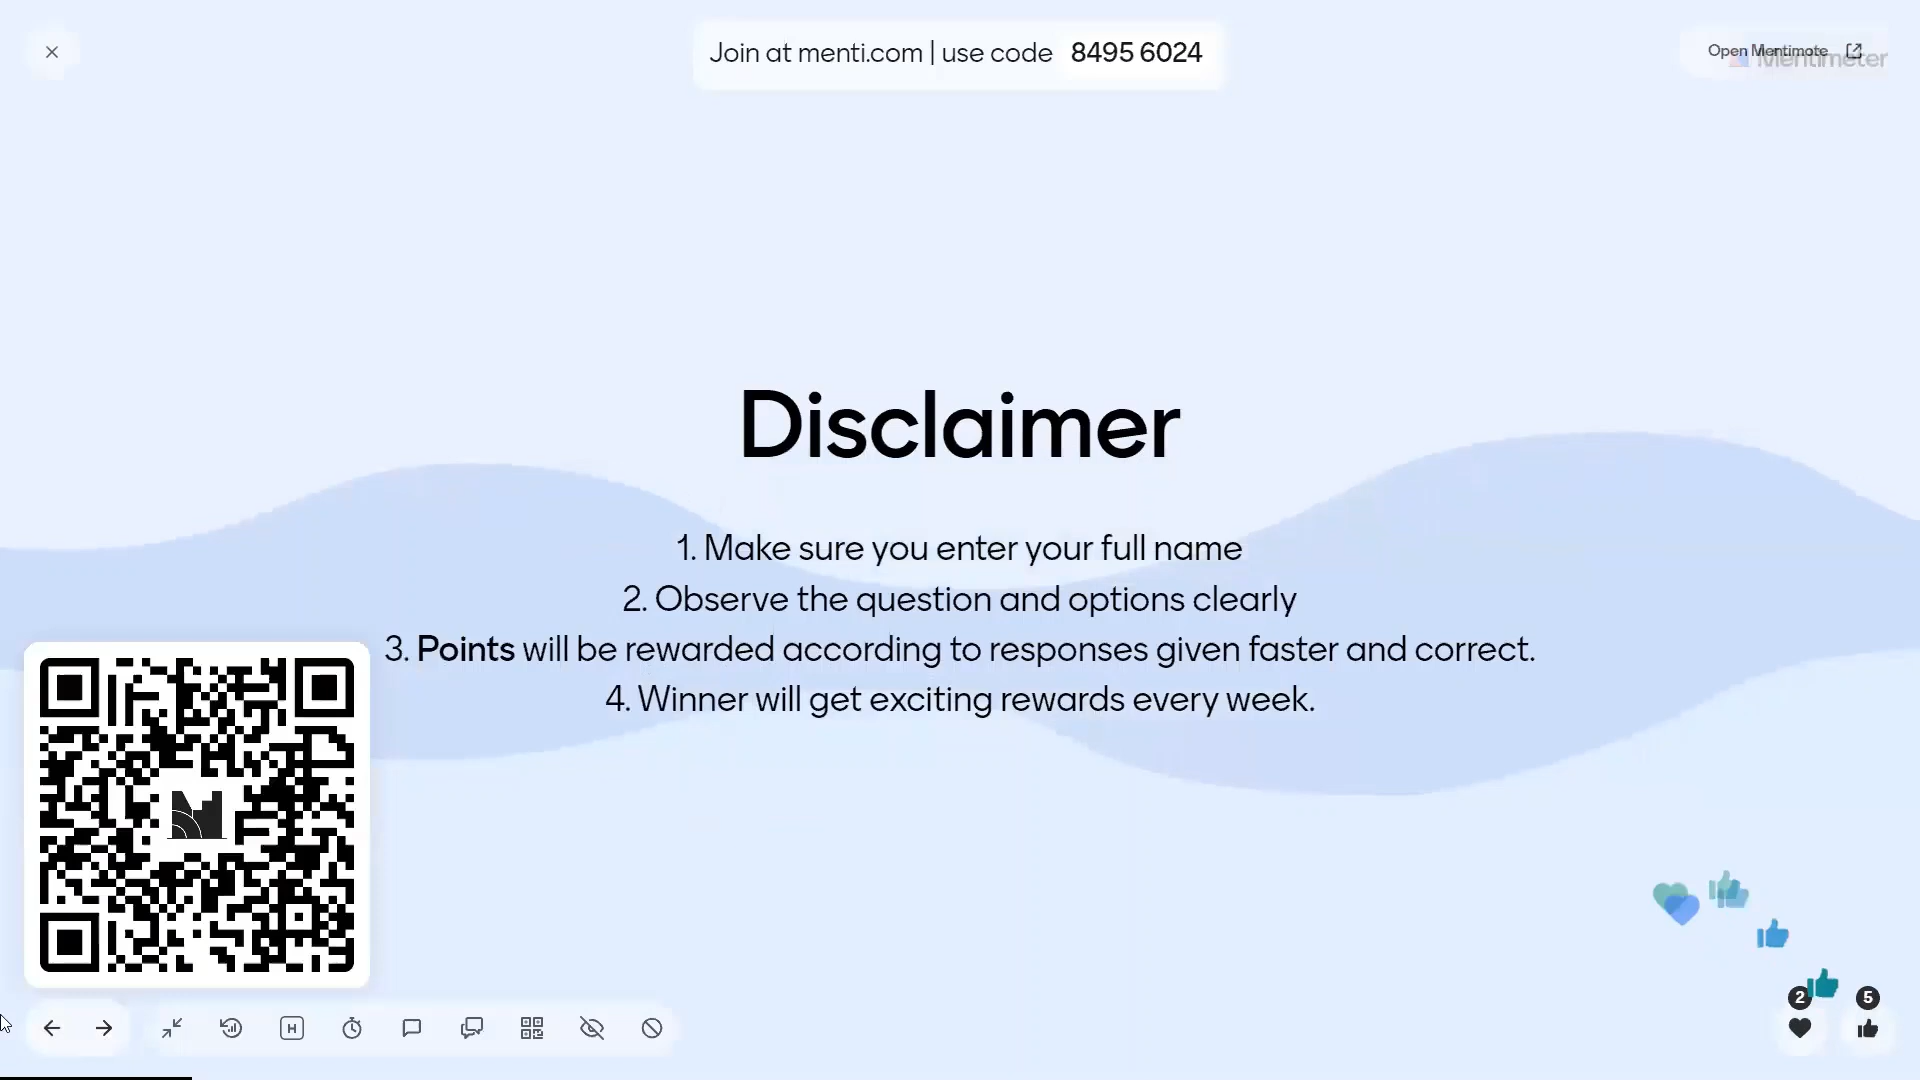 Join at menti.com | use code 8495 6024
Open Mentimote
Mentimeter
Disclaimer
1. Make sure you enter your full name
2. Observe the question and options clearly
3. Points will be rewarded according to responses given faster and correct.
4. Winner will get exciting rewards every week.
H
2
5